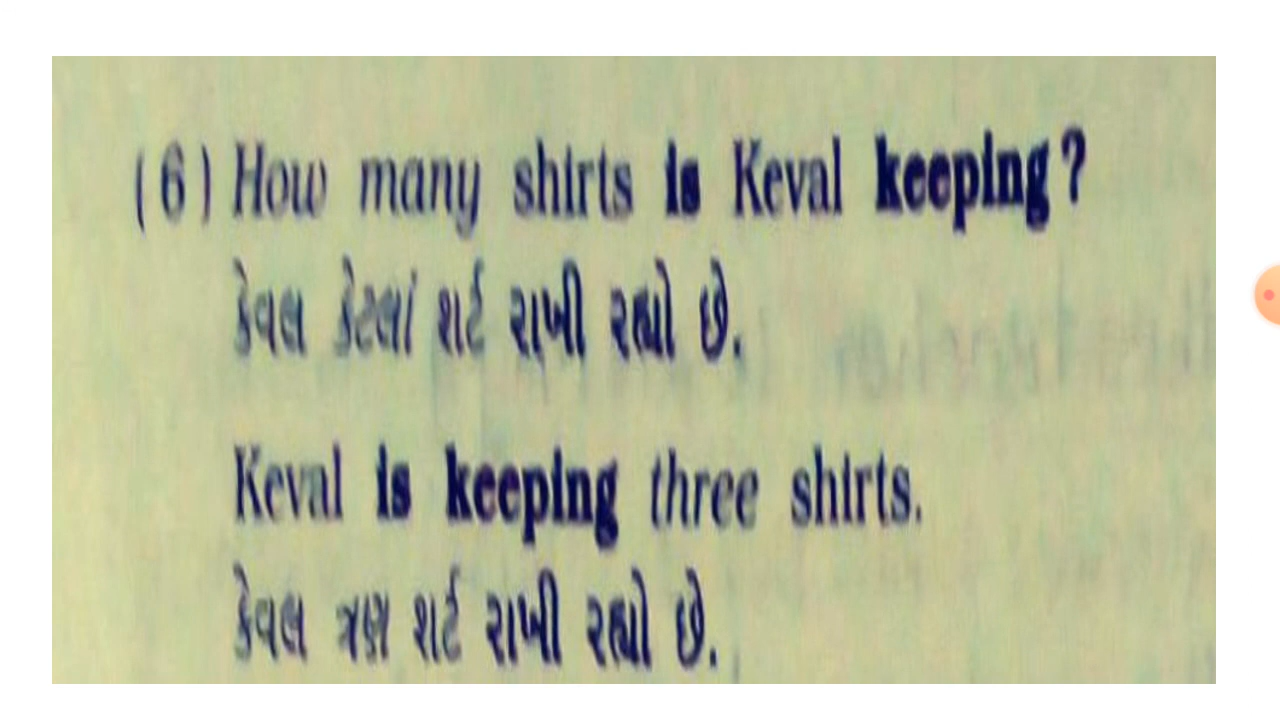 (6) How many shirts is Keval keeping?
કેવલ કેટલાં શર્ટ રાખી રહ્યો છે.
Keval is keeping three shirts.
કેવલ ત્રણ શર્ટ રાખી રહ્યો છે.